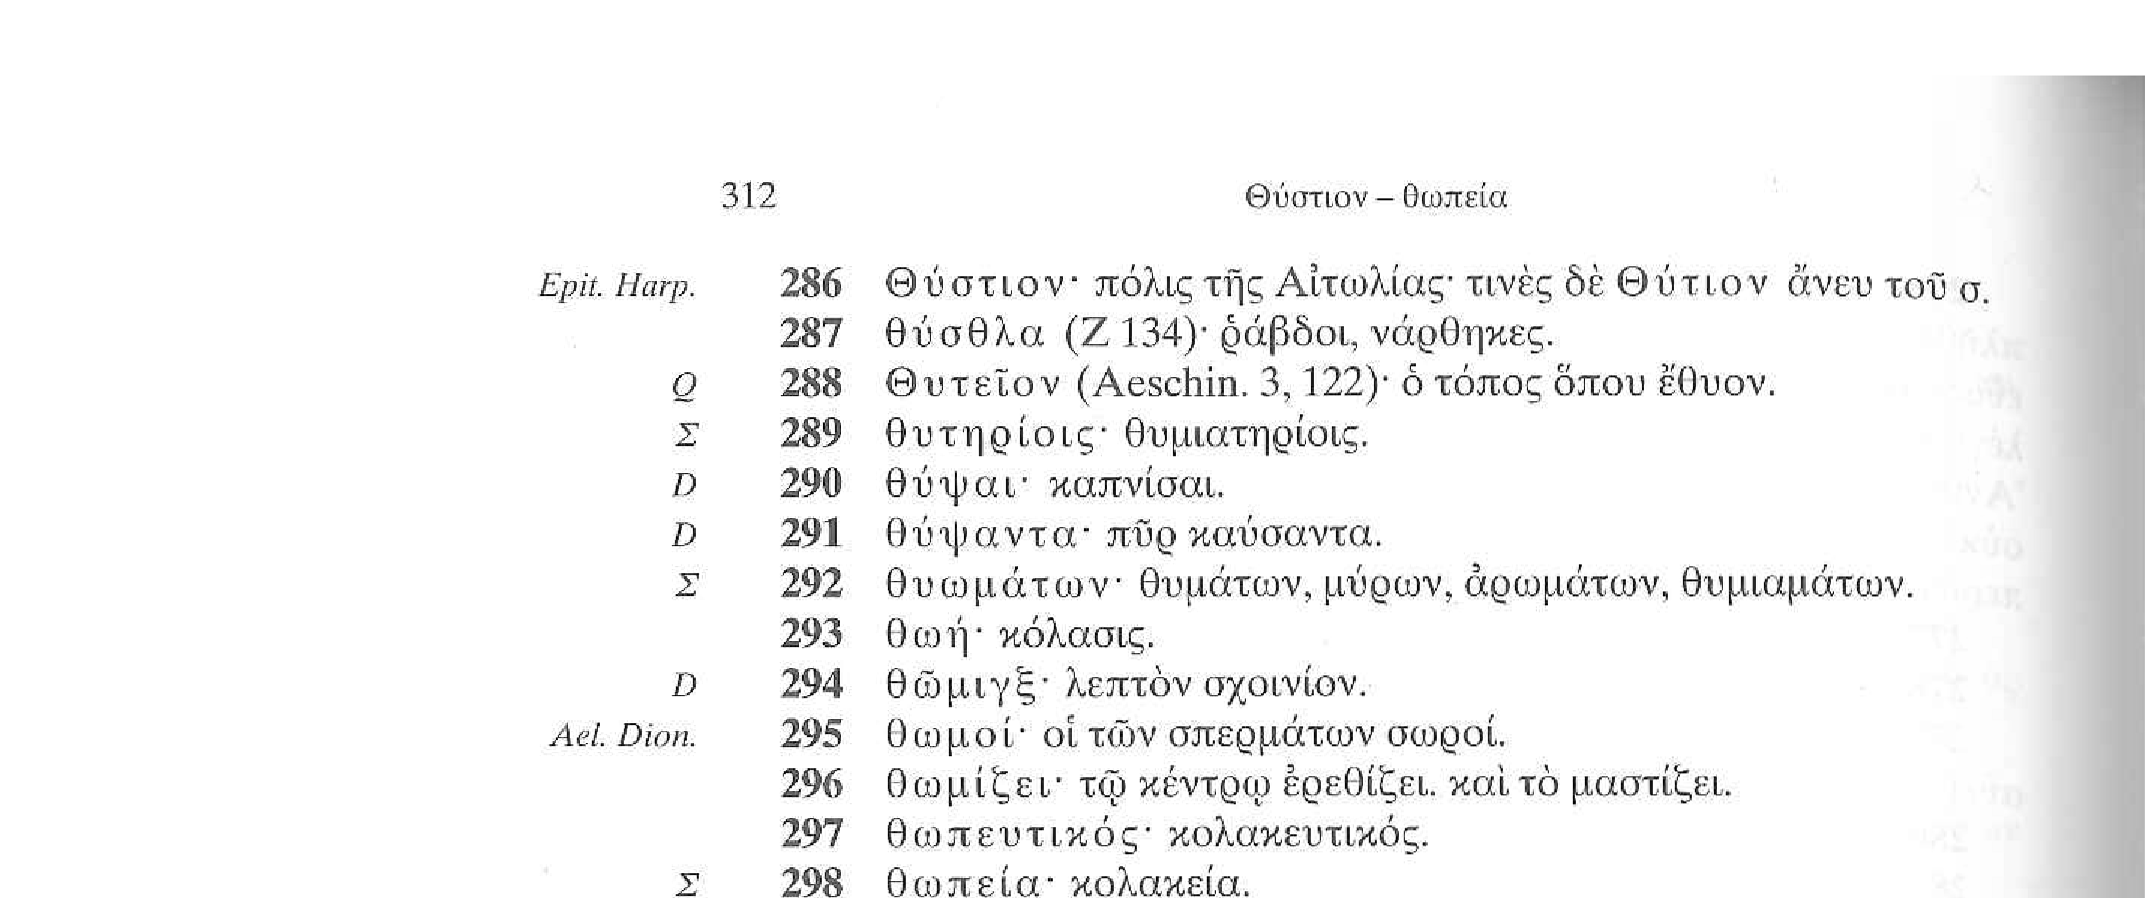 312 Θύστιον – θωπεία
Epit. Harp. 286 Θύστιον· πόλις τῆς Αἰτωλίας· τινὲς δὲ Θύτιον ἄνευ τοῦ σ.
287 θύσθλα (Ζ 134)· ῥάβδοι, νάρθηκες.
Q 288 Θυτεῖον (Aeschin. 3, 122)· ὁ τόπος ὅπου ἔθυον.
Σ 289 θυτηρίοις· θυμιατηρίοις.
D 290 θύψαι· καπνίσαι.
D 291 θύψαντα· πῦρ καύσαντα.
Σ 292 θυωμάτων· θυμάτων, μύρων, ἀρωμάτων, θυμιαμάτων.
293 θωή· κόλασις.
D 294 θῶμιγξ· λεπτὸν σχοινίον.
Ael. Dion. 295 θωμοί· οἱ τῶν σπερμάτων σωροί.
296 θωμίζει· τῷ κέντρῳ ἐρεθίζει. καὶ τὸ μαστίζει.
297 θωπευτικός· κολακευτικός.
Σ 298 θωπεία· κολακεία.